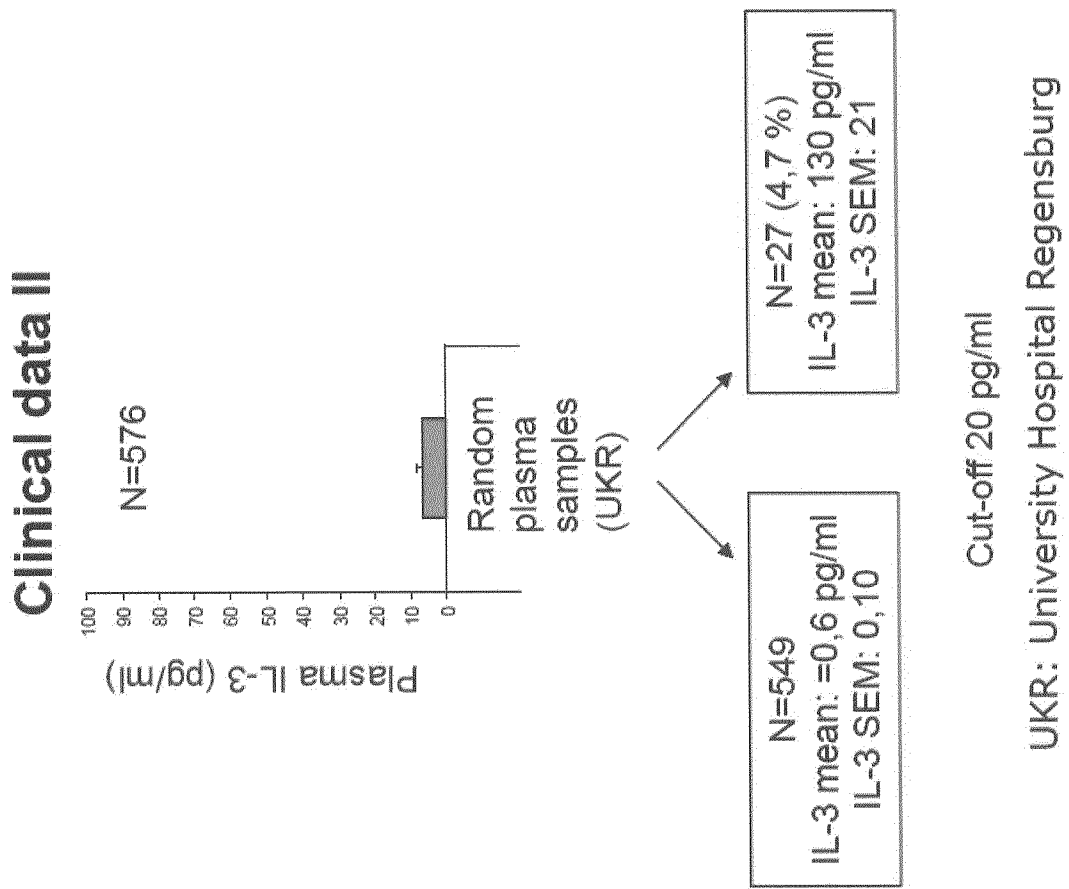 Clinical data II
N=576
Plasma IL-3 (pg/ml)
100
90
80
70
60
50
40
30
20
10
0
Random
plasma
samples
(UKR)
N=549
IL-3 mean: =0,6 pg/ml
IL-3 SEM: 0,10
N=27 (4,7 %)
IL-3 mean: 130 pg/ml
IL-3 SEM: 21
Cut-off 20 pg/ml
UKR: University Hospital Regensburg